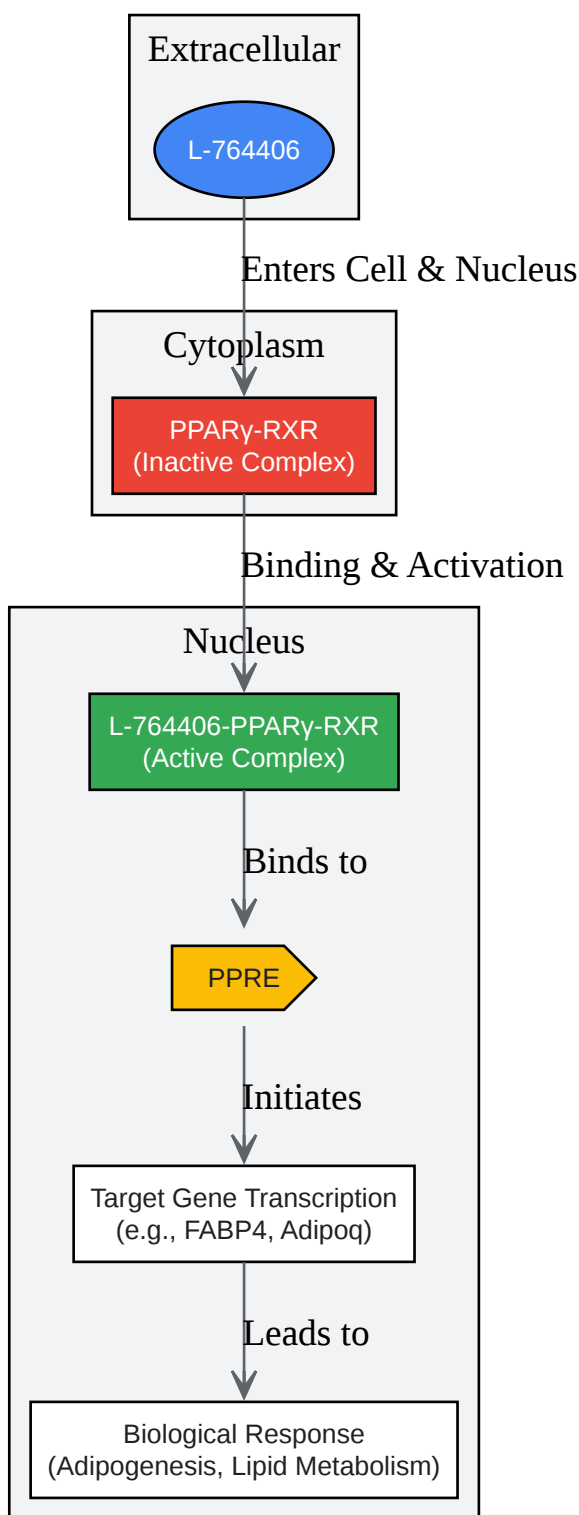 Extracellular
L-764406
Enters Cell & Nucleus
Cytoplasm
PPARγ-RXR
(Inactive Complex)
Binding & Activation
Nucleus
L-764406-PPARγ-RXR
(Active Complex)
Binds to
PPRE
Initiates
Target Gene Transcription
(e.g., FABP4, Adipoq)
Leads to
Biological Response
(Adipogenesis, Lipid Metabolism)